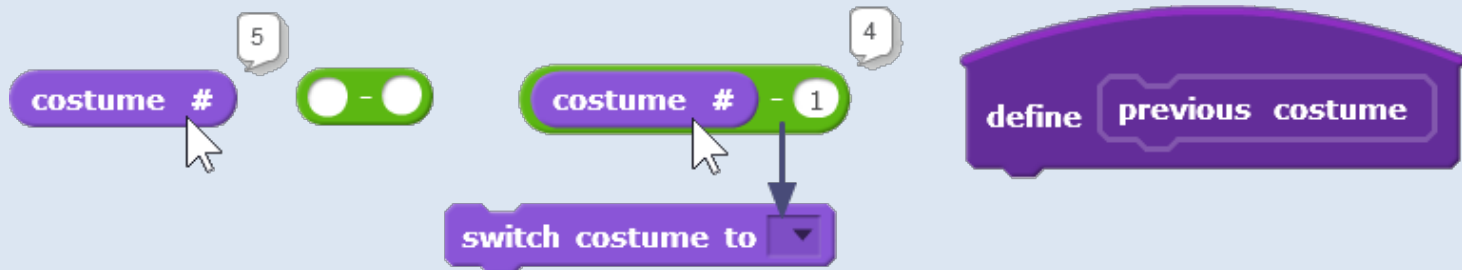 5
4
costume #
-
costume # - 1
define previous costume
switch costume to